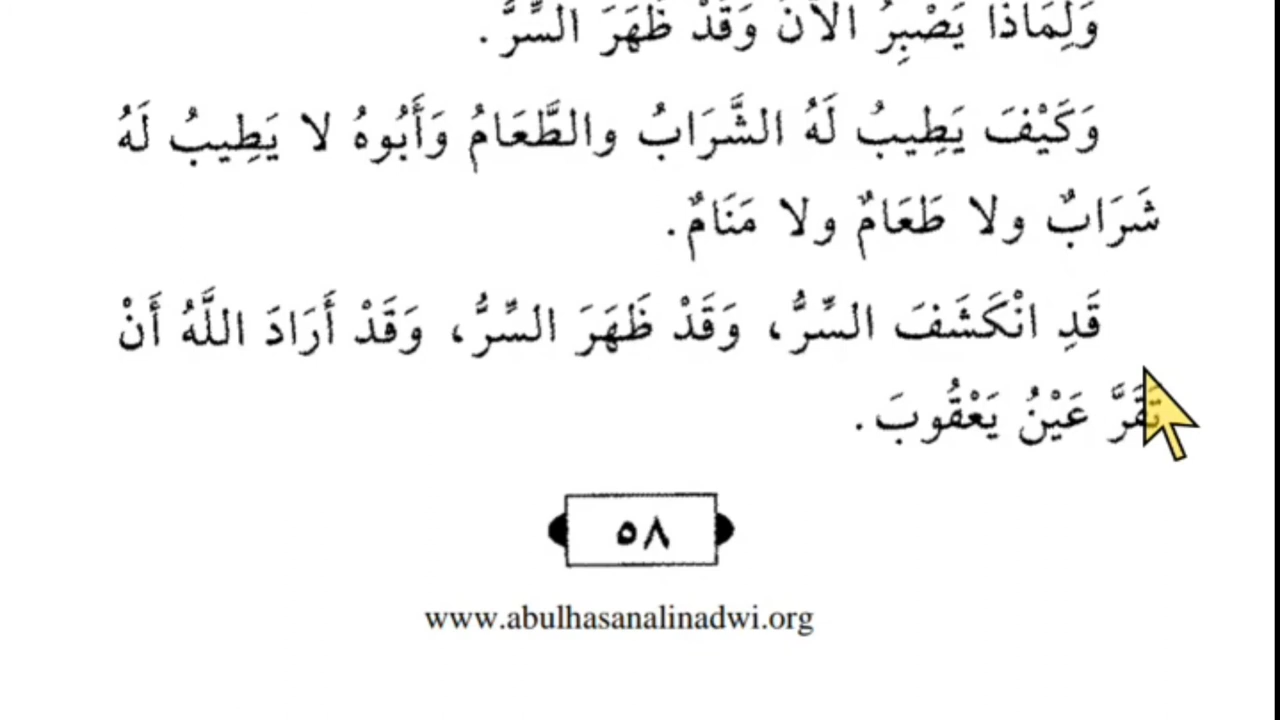 وَلِمَاذَا يَصْبِرُ الآنَ وَقَدْ ظَهَرَ السِّرُّ.
وَكَيْفَ يَطِيبُ لَهُ الشَّرَابُ والطَّعَامُ وَأَبُوهُ لا يَطِيبُ لَهُ
شَرَابٌ ولا طَعَامٌ ولا مَنَامٌ.
قَدِ انْكَشَفَ السِّرُّ، وَقَدْ ظَهَرَ السِّرُّ، وَقَدْ أَرَادَ اللَّهُ أَنْ
تَقَرَّ عَيْنُ يَعْقُوبَ.
٥٨
www.abulhasanalinadwi.org